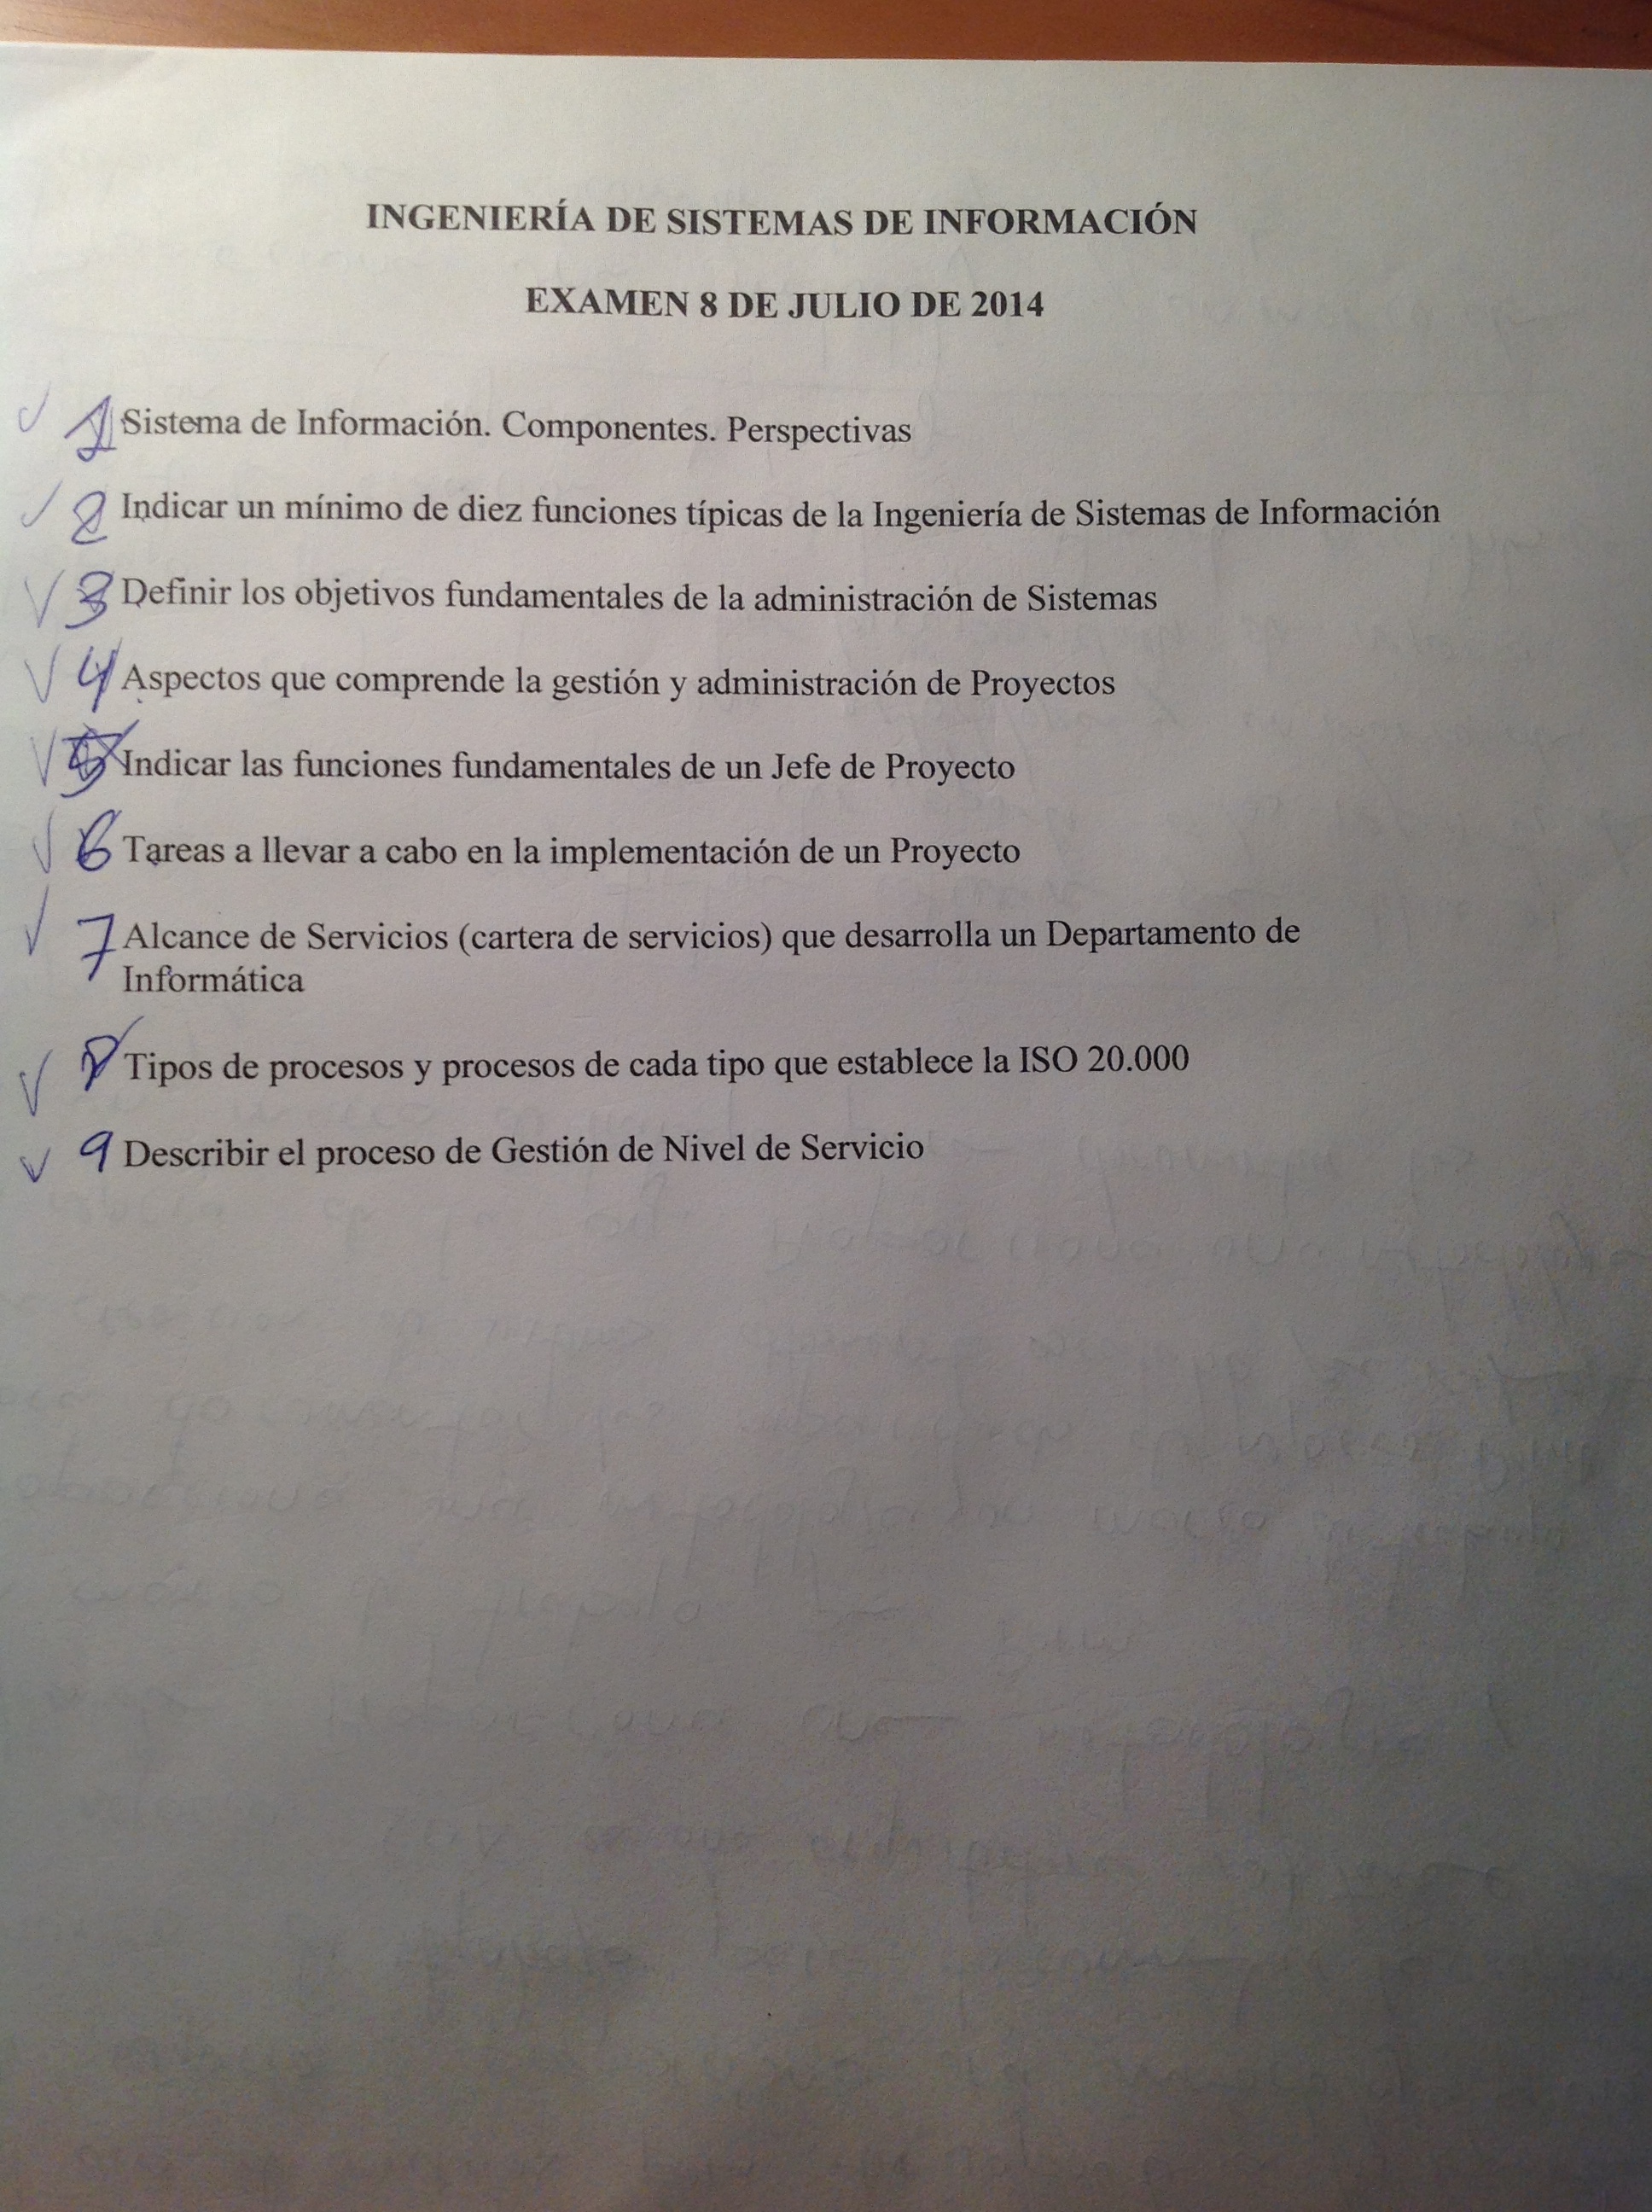 INGENIERÍA DE SISTEMAS DE INFORMACIÓN
EXAMEN 8 DE JULIO DE 2014
1 Sistema de Información. Componentes. Perspectivas
2 Indicar un mínimo de diez funciones típicas de la Ingeniería de Sistemas de Información
3 Definir los objetivos fundamentales de la administración de Sistemas
4 Aspectos que comprende la gestión y administración de Proyectos
5 Indicar las funciones fundamentales de un Jefe de Proyecto
6 Tareas a llevar a cabo en la implementación de un Proyecto
7 Alcance de Servicios (cartera de servicios) que desarrolla un Departamento de
Informática
8 Tipos de procesos y procesos de cada tipo que establece la ISO 20.000
9 Describir el proceso de Gestión de Nivel de Servicio